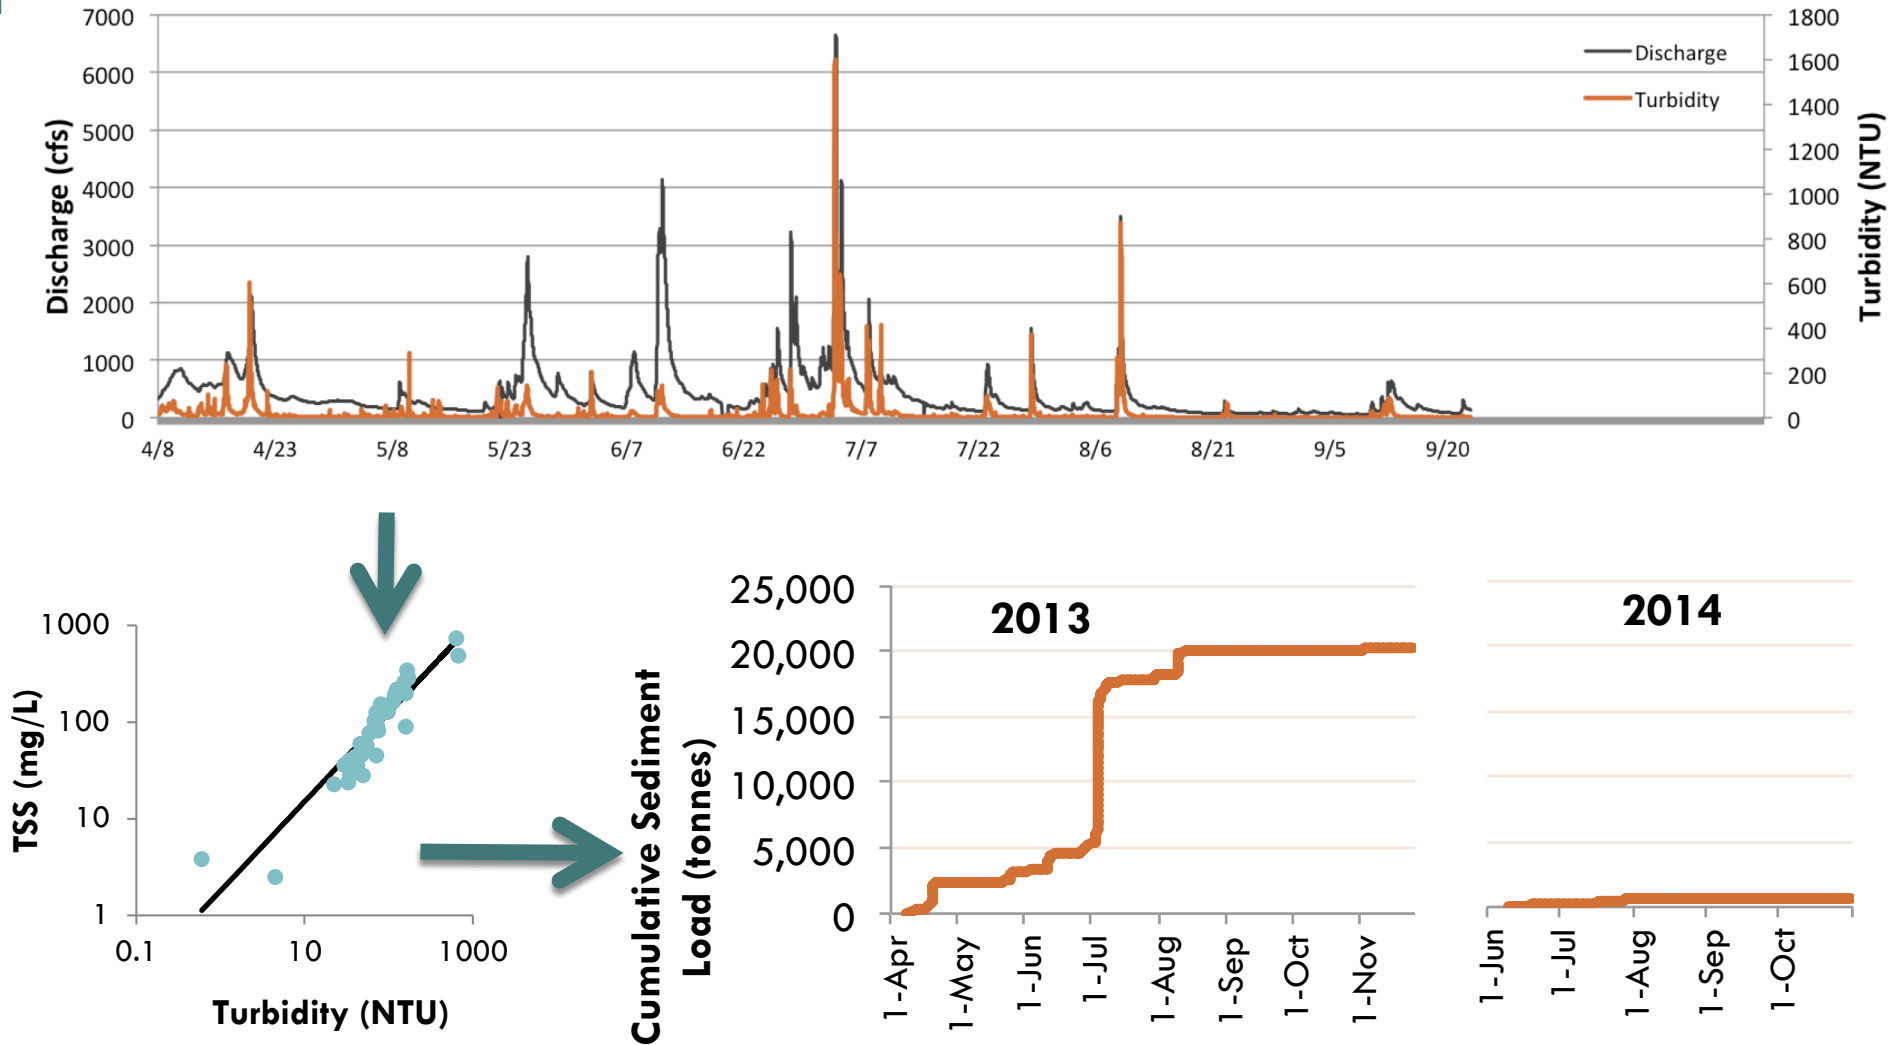 7000
6000
5000
4000
3000
2000
1000
0
Discharge (cfs)
1800
1600
1400
1200
1000
800
600
400
200
0
Turbidity (NTU)
Discharge
Turbidity
4/8 4/23 5/8 5/23 6/7 6/22 7/7 7/22 8/6 8/21 9/5 9/20
1000
100
10
1
TSS (mg/L)
0.1 10 1000
Turbidity (NTU)
Cumulative Sediment
Load (tonnes)
25,000
20,000
15,000
10,000
5,000
0
2013
1-Apr 1-May 1-Jun 1-Jul 1-Aug 1-Sep 1-Oct 1-Nov
2014
1-Jun 1-Jul 1-Aug 1-Sep 1-Oct